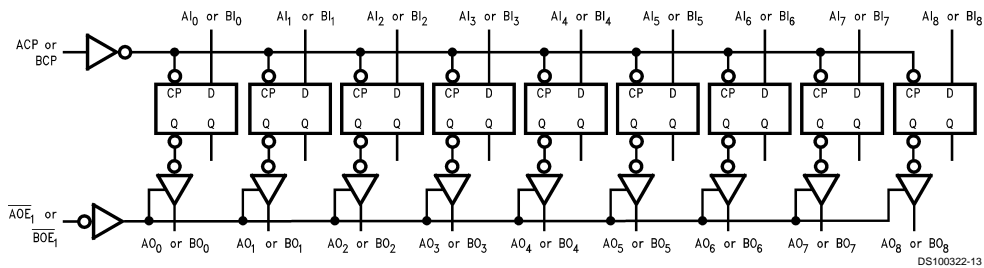 AI₀ or BI₀ AI₁ or BI₁ AI₂ or BI₂ AI₃ or BI₃ AI₄ or BI₄ AI₅ or BI₅ AI₆ or BI₆ AI₇ or BI₇ AI₈ or BI₈
ACP or
BCP
CP D CP D CP D CP D CP D CP D CP D CP D CP D
Q Q Q Q Q Q Q Q Q Q Q Q Q Q Q Q Q Q
A̅O̅E̅₁ or
B̅O̅E̅₁
AO₀ or BO₀ AO₁ or BO₁ AO₂ or BO₂ AO₃ or BO₃ AO₄ or BO₄ AO₅ or BO₅ AO₆ or BO₆ AO₇ or BO₇ AO₈ or BO₈
DS100322-13